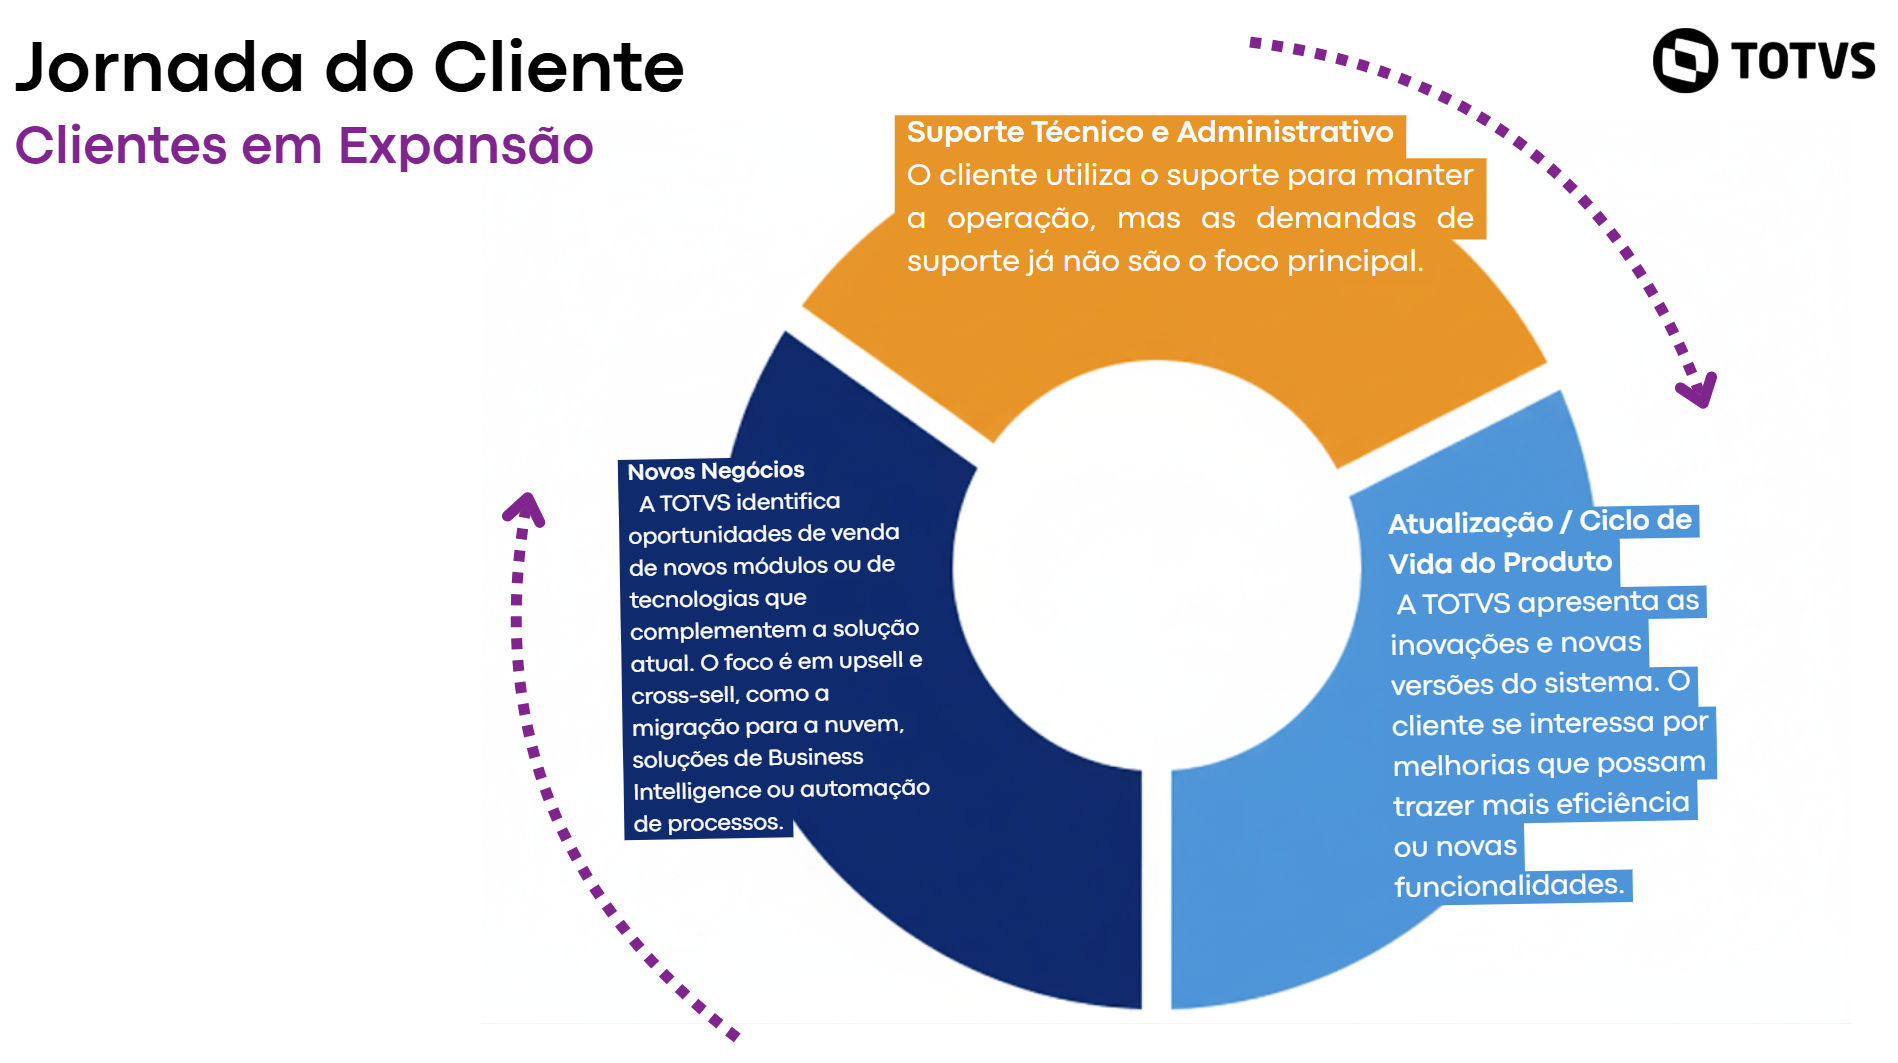 Jornada do Cliente
Clientes em Expansão
TOTVS
Suporte Técnico e Administrativo
O cliente utiliza o suporte para manter
a operação, mas as demandas de
suporte já não são o foco principal.
Atualização / Ciclo de
Vida do Produto
A TOTVS apresenta as
inovações e novas
versões do sistema. O
cliente se interessa por
melhorias que possam
trazer mais eficiência
ou novas
funcionalidades.
Novos Negócios
A TOTVS identifica
oportunidades de venda
de novos módulos ou de
tecnologias que
complementem a solução
atual. O foco é em upsell e
cross-sell, como a
migração para a nuvem,
soluções de Business
Intelligence ou automação
de processos.